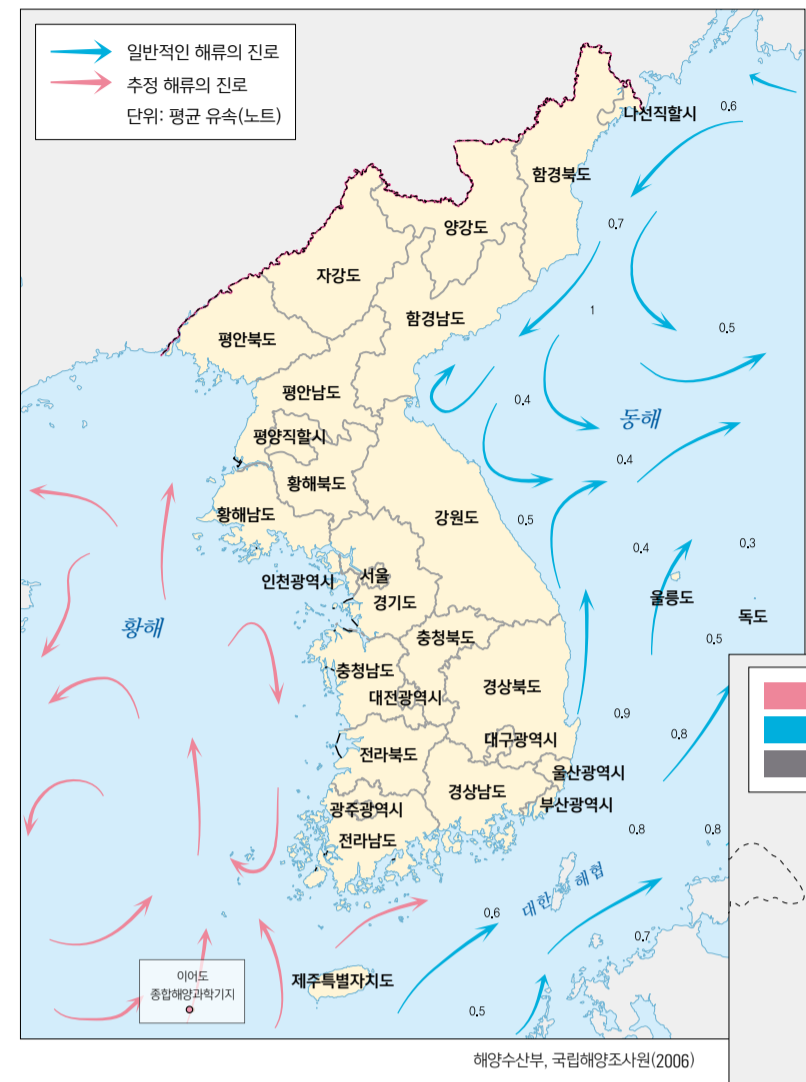 일반적인 해류의 진로
추정 해류의 진로
단위: 평균 유속(노트)
0.6
나선직할시
함경북도
양강도
0.7
자강도
함경남도
1
0.5
평안북도
평안남도
0.4
동해
평양직할시
0.4
황해북도
황해남도
강원도
0.5
0.4
0.3
인천광역시
서울
경기도
울릉도
독도
황해
충청북도
0.5
충청남도
경상북도
대전광역시
0.9
0.8
대구광역시
전라북도
울산광역시
경상남도
부산광역시
광주광역시
0.8
0.8
전라남도
대한 해협
0.6
0.7
이어도
종합해양과학기지
제주특별자치도
0.5
해양수산부, 국립해양조사원(2006)